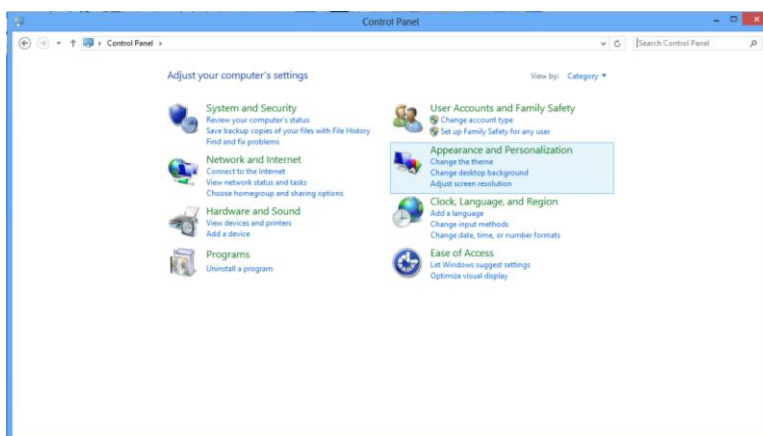 Control Panel
Control Panel
Search Control Panel
Adjust your computer's settings
View by: Category
System and Security
Review your computer's status
Save backup copies of your files with File History
Find and fix problems
Network and Internet
Connect to the Internet
View network status and tasks
Choose homegroup and sharing options
Hardware and Sound
View devices and printers
Add a device
Programs
Uninstall a program
User Accounts and Family Safety
Change account type
Set up Family Safety for any user
Appearance and Personalization
Change the theme
Change desktop background
Adjust screen resolution
Clock, Language, and Region
Add a language
Change input methods
Change date, time, or number formats
Ease of Access
Let Windows suggest settings
Optimize visual display